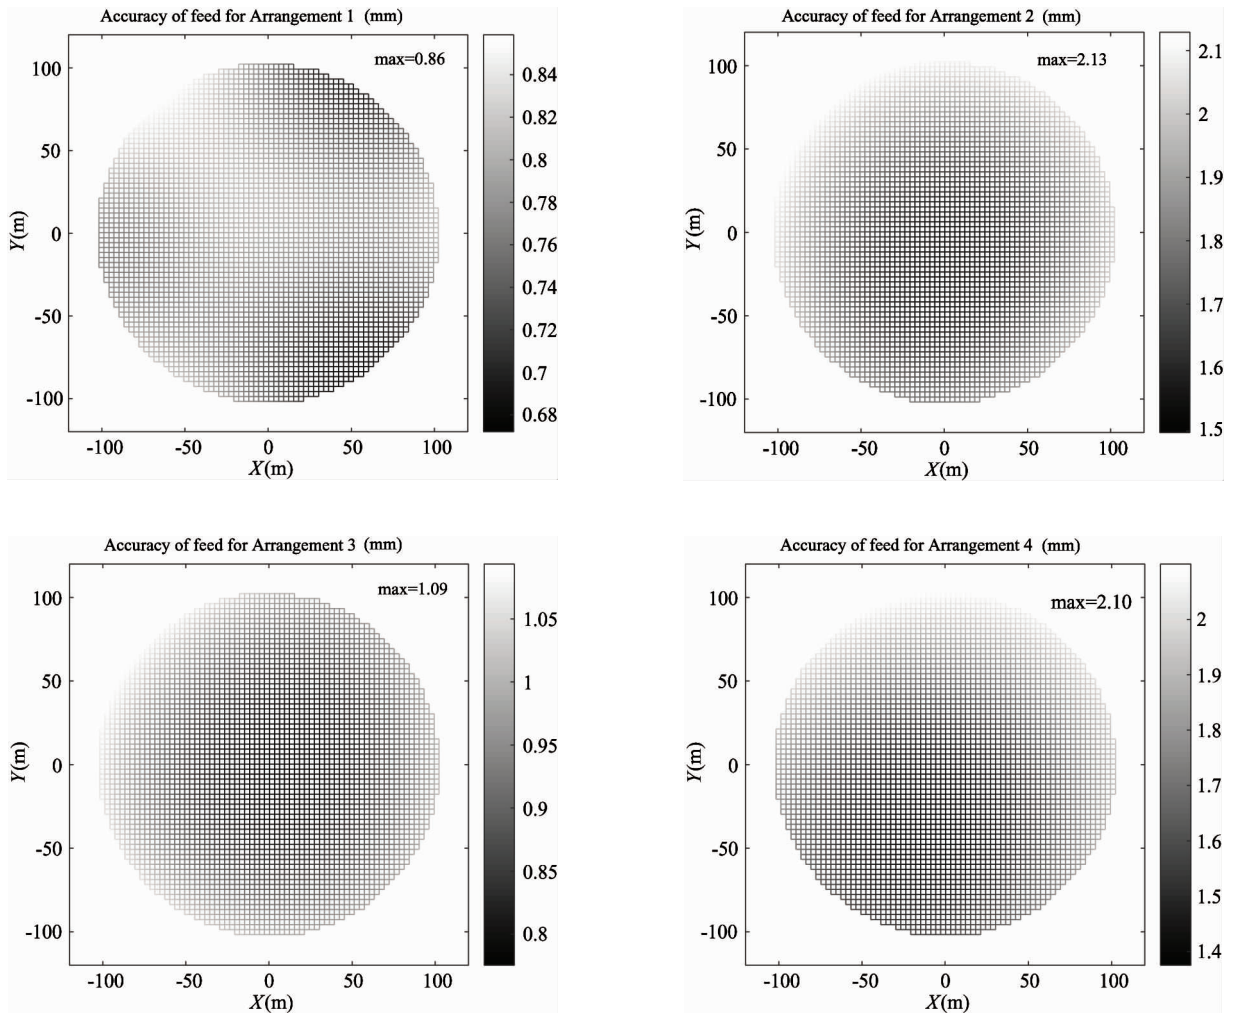 Accuracy of feed for Arrangement 1 (mm)
max=0.86
100
50
0
-50
-100
Y(m)
-100 -50 0 50 100
X(m)
0.84
0.82
0.8
0.78
0.76
0.74
0.72
0.7
0.68
Accuracy of feed for Arrangement 2 (mm)
max=2.13
100
50
0
-50
-100
Y(m)
-100 -50 0 50 100
X(m)
2.1
2
1.9
1.8
1.7
1.6
1.5
Accuracy of feed for Arrangement 3 (mm)
max=1.09
100
50
0
-50
-100
Y(m)
-100 -50 0 50 100
X(m)
1.05
1
0.95
0.9
0.85
0.8
Accuracy of feed for Arrangement 4 (mm)
max=2.10
100
50
0
-50
-100
Y(m)
-100 -50 0 50 100
X(m)
2
1.9
1.8
1.7
1.6
1.5
1.4